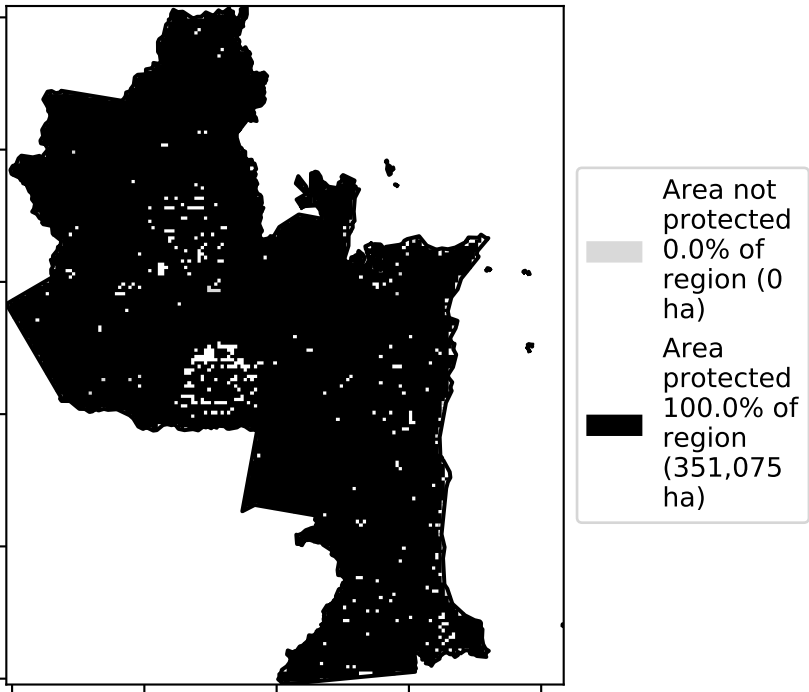 Area not
protected
0.0% of
region (0
ha)
Area
protected
100.0% of
region
(351,075
ha)